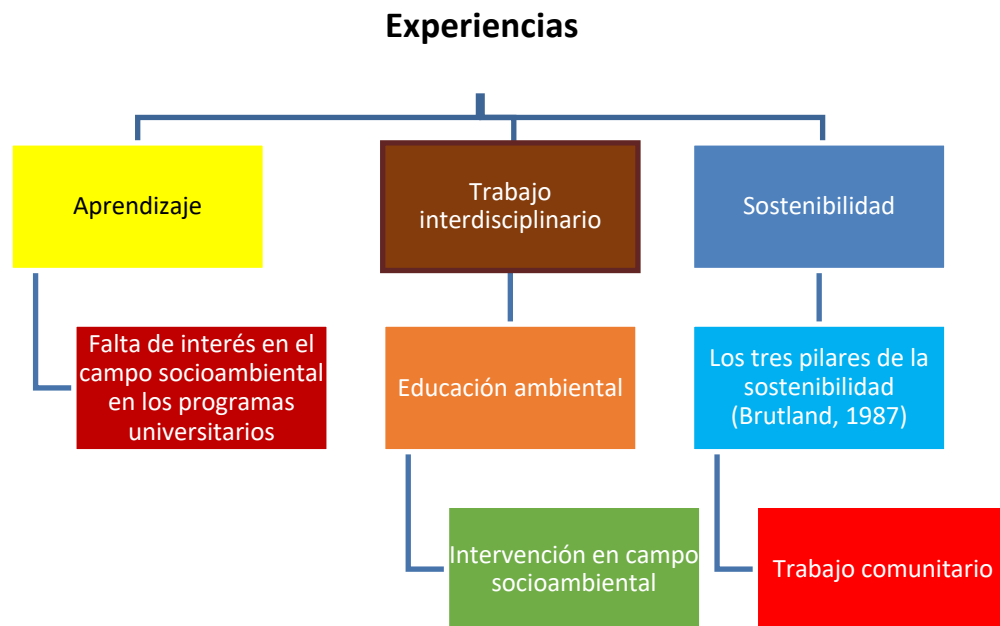 Experiencias
Aprendizaje
Trabajo
interdisciplinario
Sostenibilidad
Falta de interés en el
campo socioambiental
en los programas
universitarios
Educación ambiental
Los tres pilares de la
sostenibilidad
(Brutland, 1987)
Intervención en campo
socioambiental
Trabajo comunitario